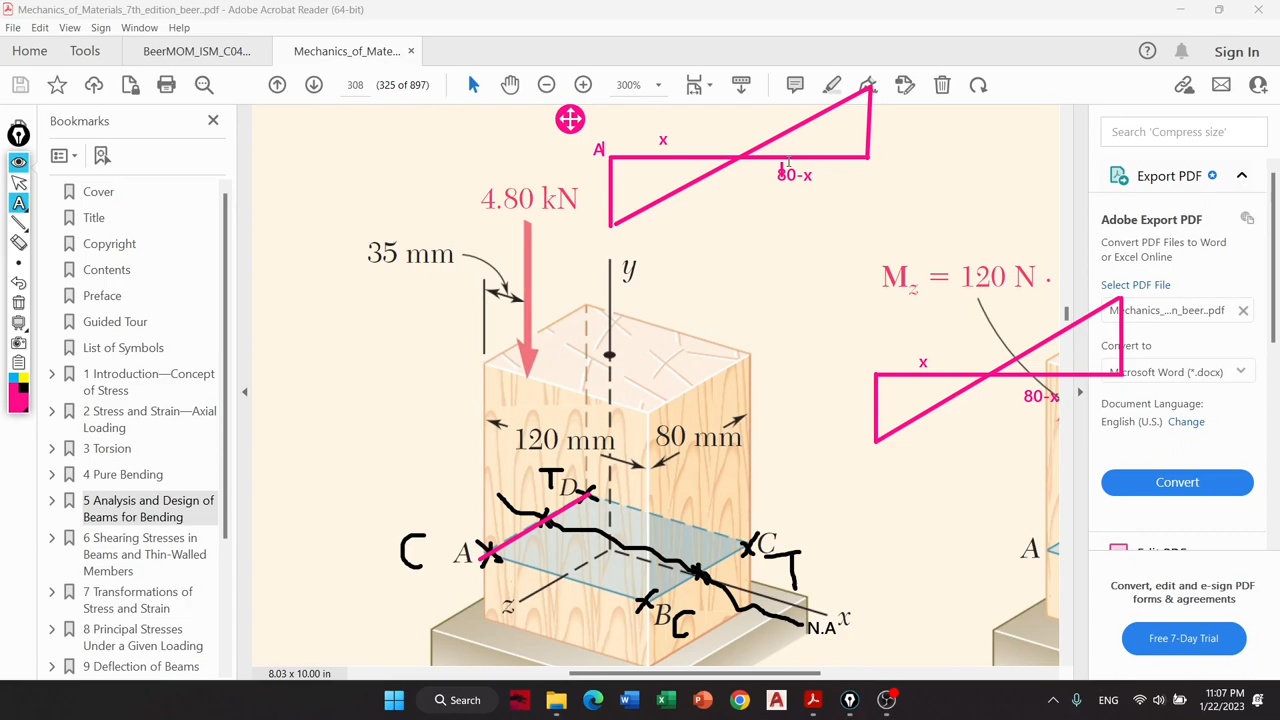 Mechanics_of_Materials_7th_edition_beer..pdf - Adobe Acrobat Reader (64-bit)
File Edit View Sign Window Help
Home Tools BeerMOM_ISM_C04... Mechanics_of_Mate... × Sign In
308 (325 of 897) 300%
Bookmarks
Cover
Title
Copyright
Contents
Preface
Guided Tour
List of Symbols
1 Introduction—Concept
of Stress
2 Stress and Strain—Axial
Loading
3 Torsion
4 Pure Bending
5 Analysis and Design of
Beams for Bending
6 Shearing Stresses in
Beams and Thin-Walled
Members
7 Transformations of
Stress and Strain
8 Principal Stresses
Under a Given Loading
9 Deflection of Beams
A x
80-x
4.80 kN
35 mm
y
M_z = 120 N ·
x
80-x
120 mm 80 mm
T D
C A C T
z B C N.A x
A
8.03 x 10.00 in
Search 'Compress size'
Export PDF
Adobe Export PDF
Convert PDF Files to Word
or Excel Online
Select PDF File
Mechanics_...n_beer..pdf
Convert to
Microsoft Word (*.docx)
Document Language:
English (U.S.) Change
Convert
Convert, edit and e-sign PDF
forms & agreements
Free 7-Day Trial
Search
ENG
11:07 PM
1/22/2023